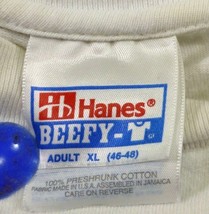 Hanes®
BEEFY-T
ADULT XL (46-48)
100% PRESHRUNK COTTON
FABRIC MADE IN U.S.A. ASSEMBLED IN JAMAICA
CARE ON REVERSE